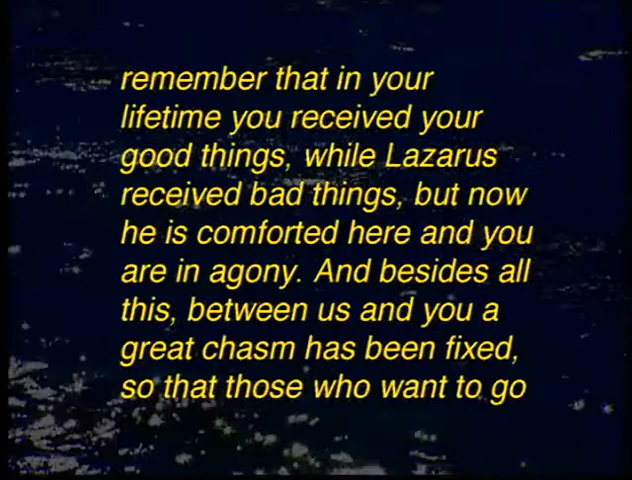 remember that in your
lifetime you received your
good things, while Lazarus
received bad things, but now
he is comforted here and you
are in agony. And besides all
this, between us and you a
great chasm has been fixed,
so that those who want to go